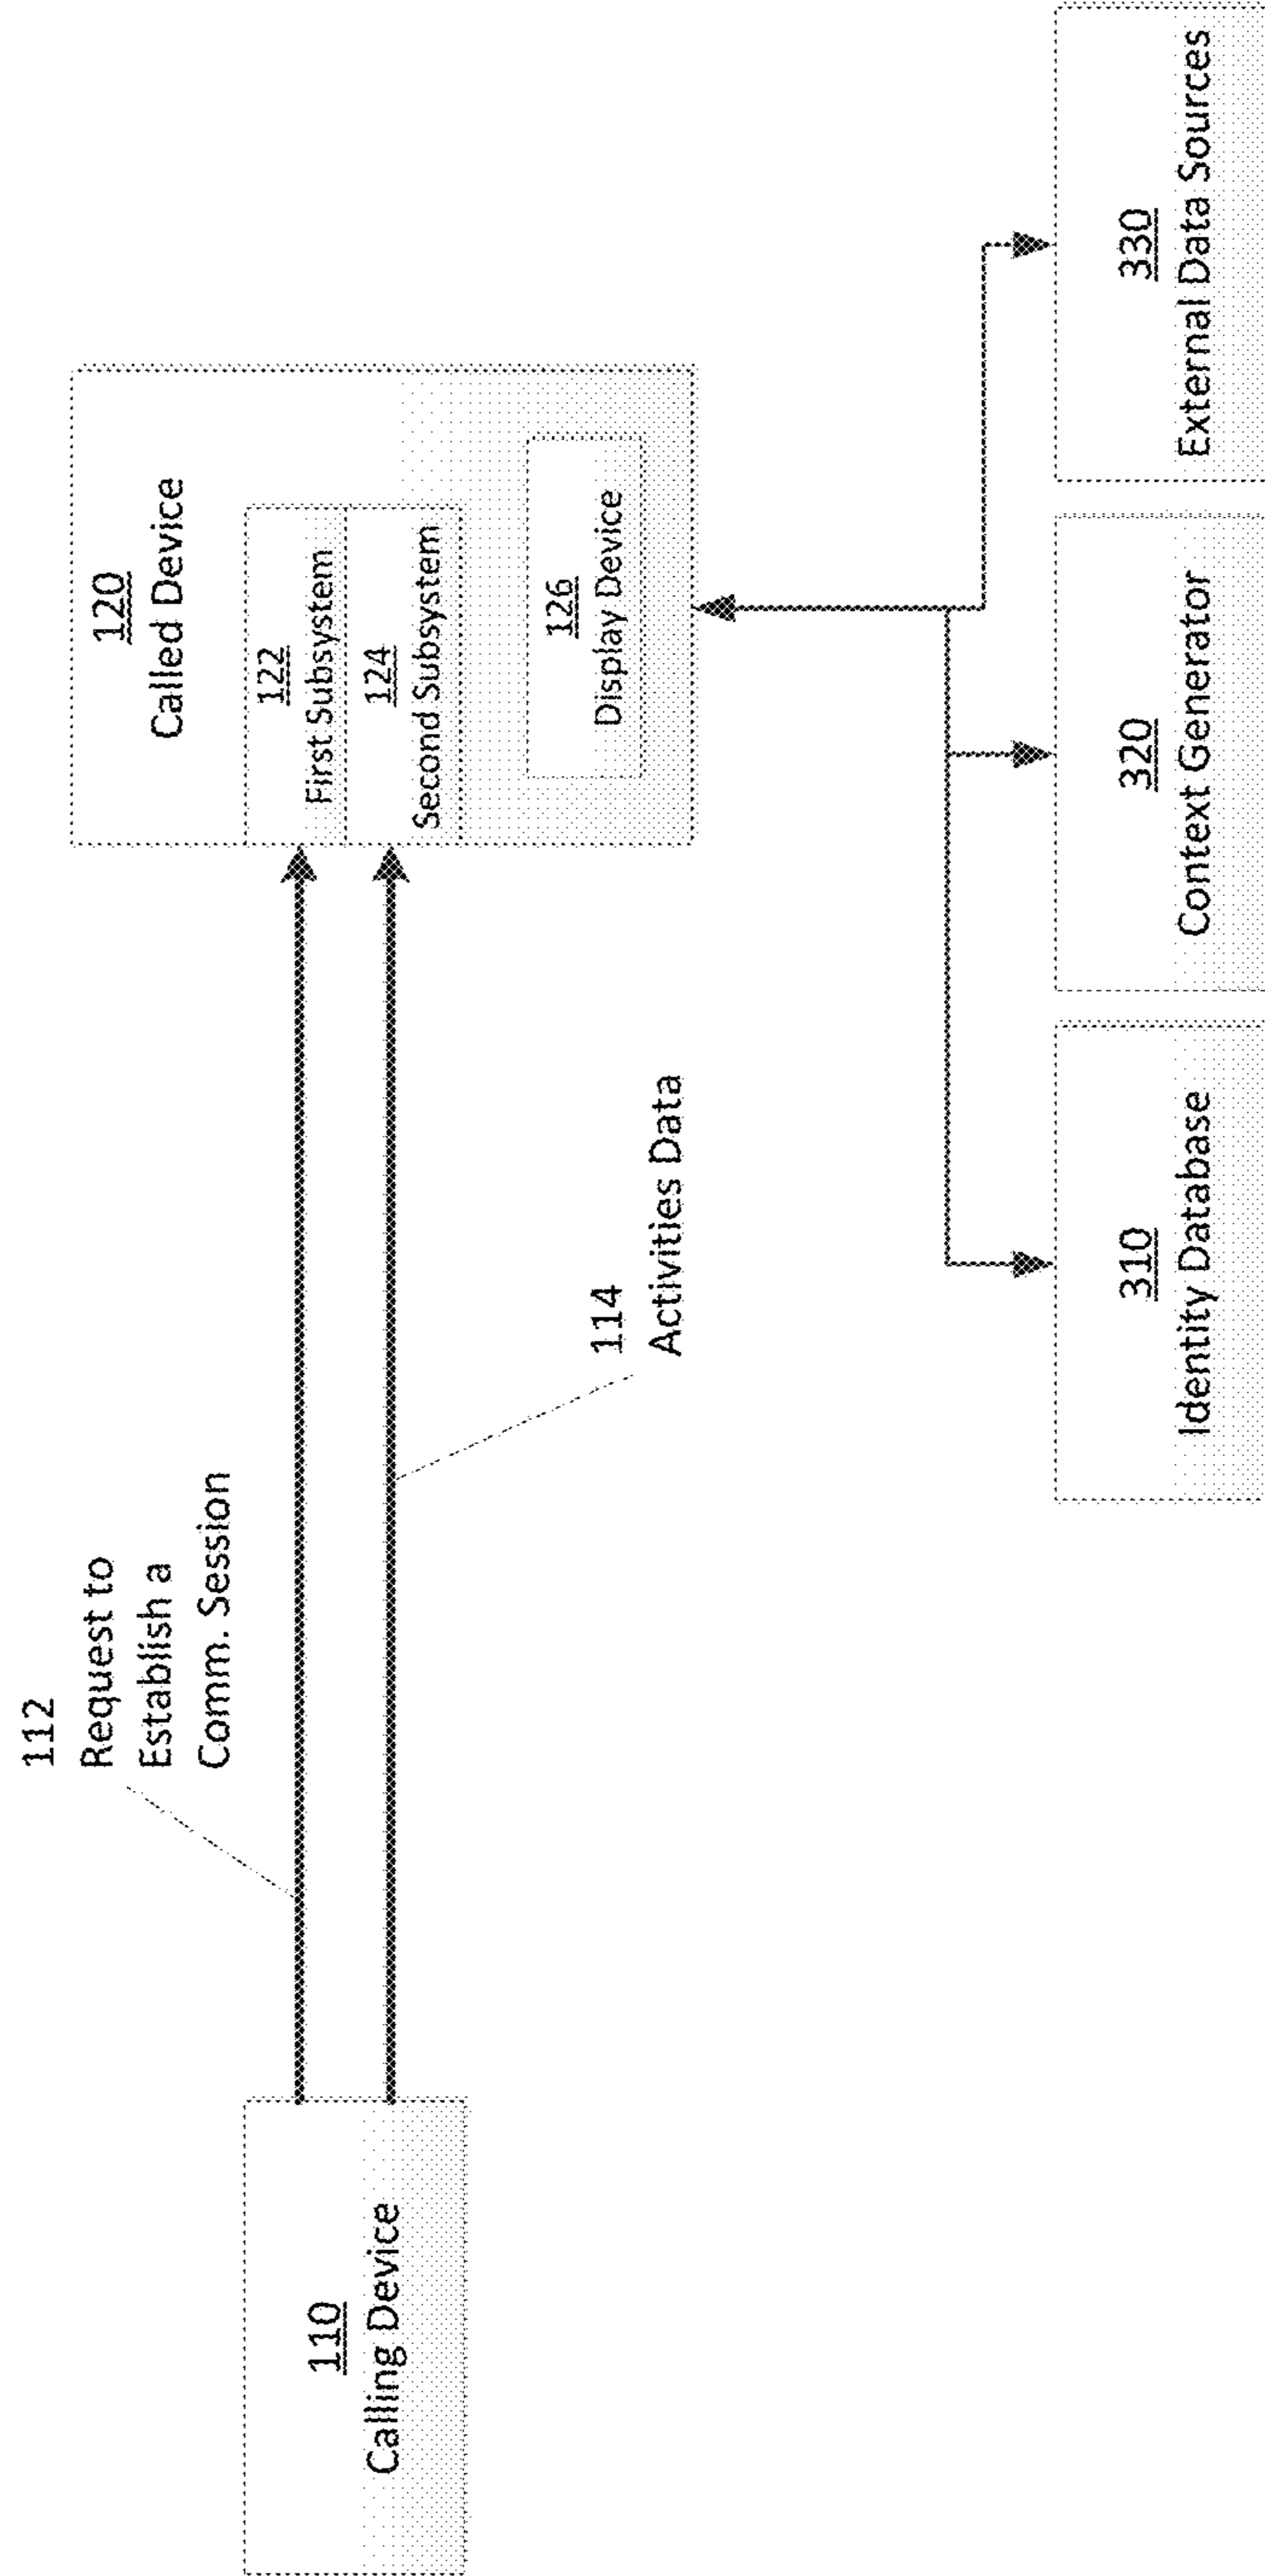 112
Request to
Establish a
Comm. Session
110
Calling Device
114
Activities Data
120
Called Device
122
First Subsystem
124
Second Subsystem
126
Display Device
310
Identity Database
320
Context Generator
330
External Data Sources